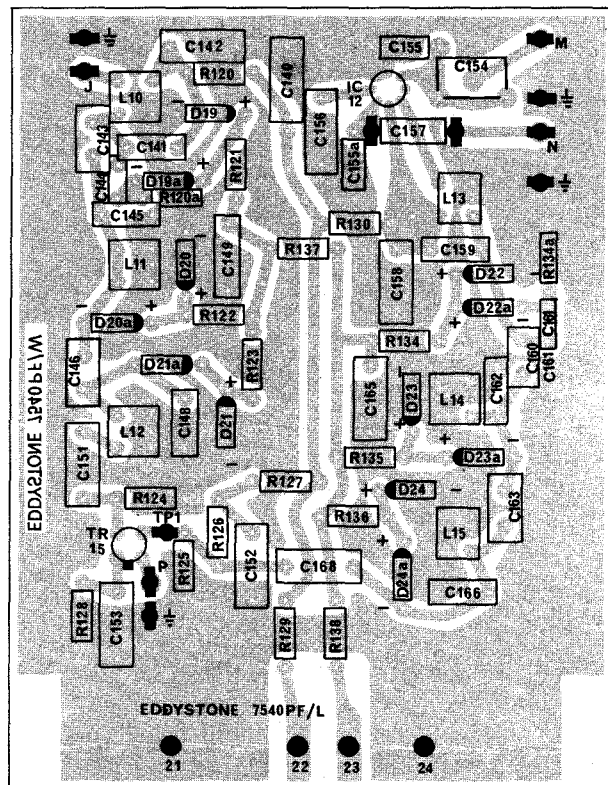 C142
C155
M
J
R120
C140
IC
12
C154
L10
D19
C156
C143
C141
C157
N
R121
C165a
C144
D19a
R120a
L13
C145
R130
C149
R137
C159
L11
D20
C158
D22
R134a
D22a
R122
D20a
R134
C160
C161
C146
D21a
R123
C165
D23
L14
C162
C148
D21
L12
C151
R135
D23a
EDDYSTONE 7540PF/W
R127
D24
R124
C163
TP1
R126
R136
L15
TR
15
C152
R125
P
C168
D24a
C166
R128
C153
R129
R138
EDDYSTONE 7540PF/L
21
22
23
24